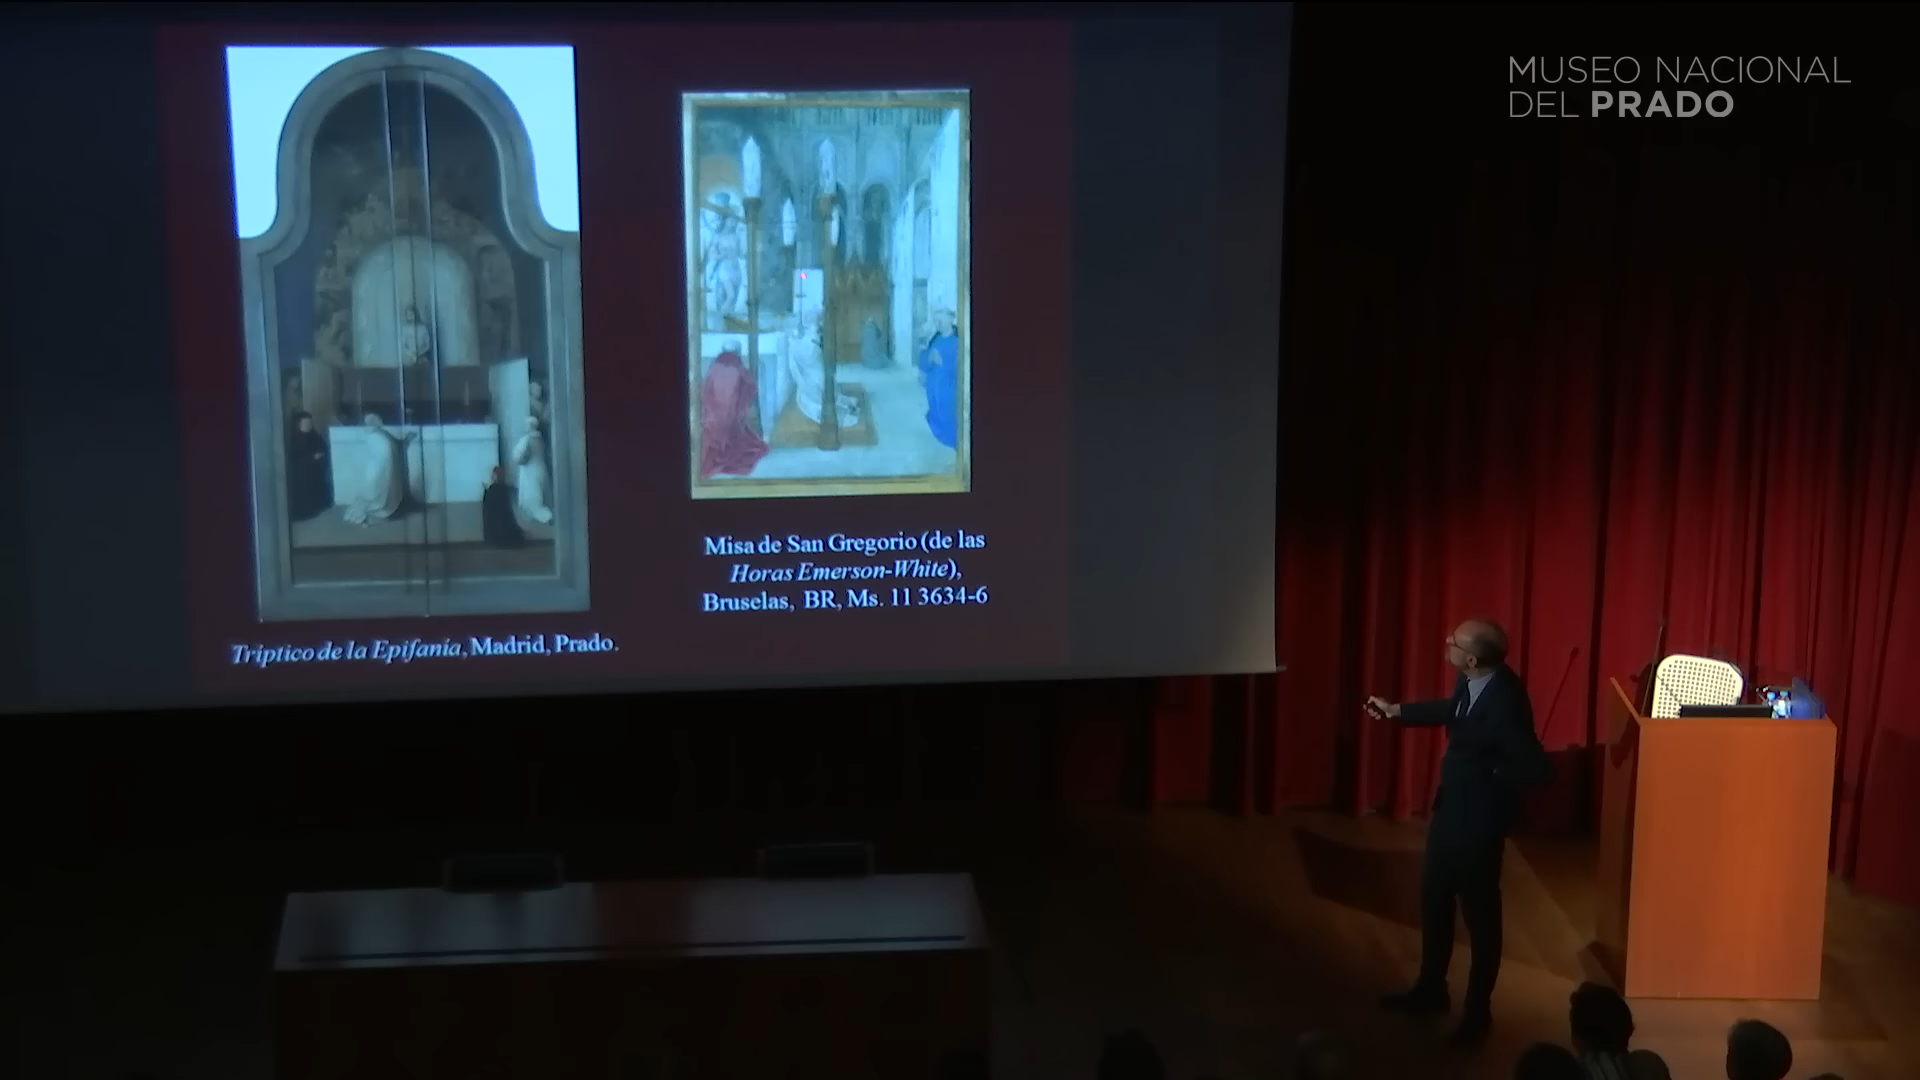 MUSEO NACIONAL
DEL PRADO
Misa de San Gregorio (de las
Horas Emerson-White),
Bruselas, BR, Ms. 11 3634-6
Tríptico de la Epifanía, Madrid, Prado.